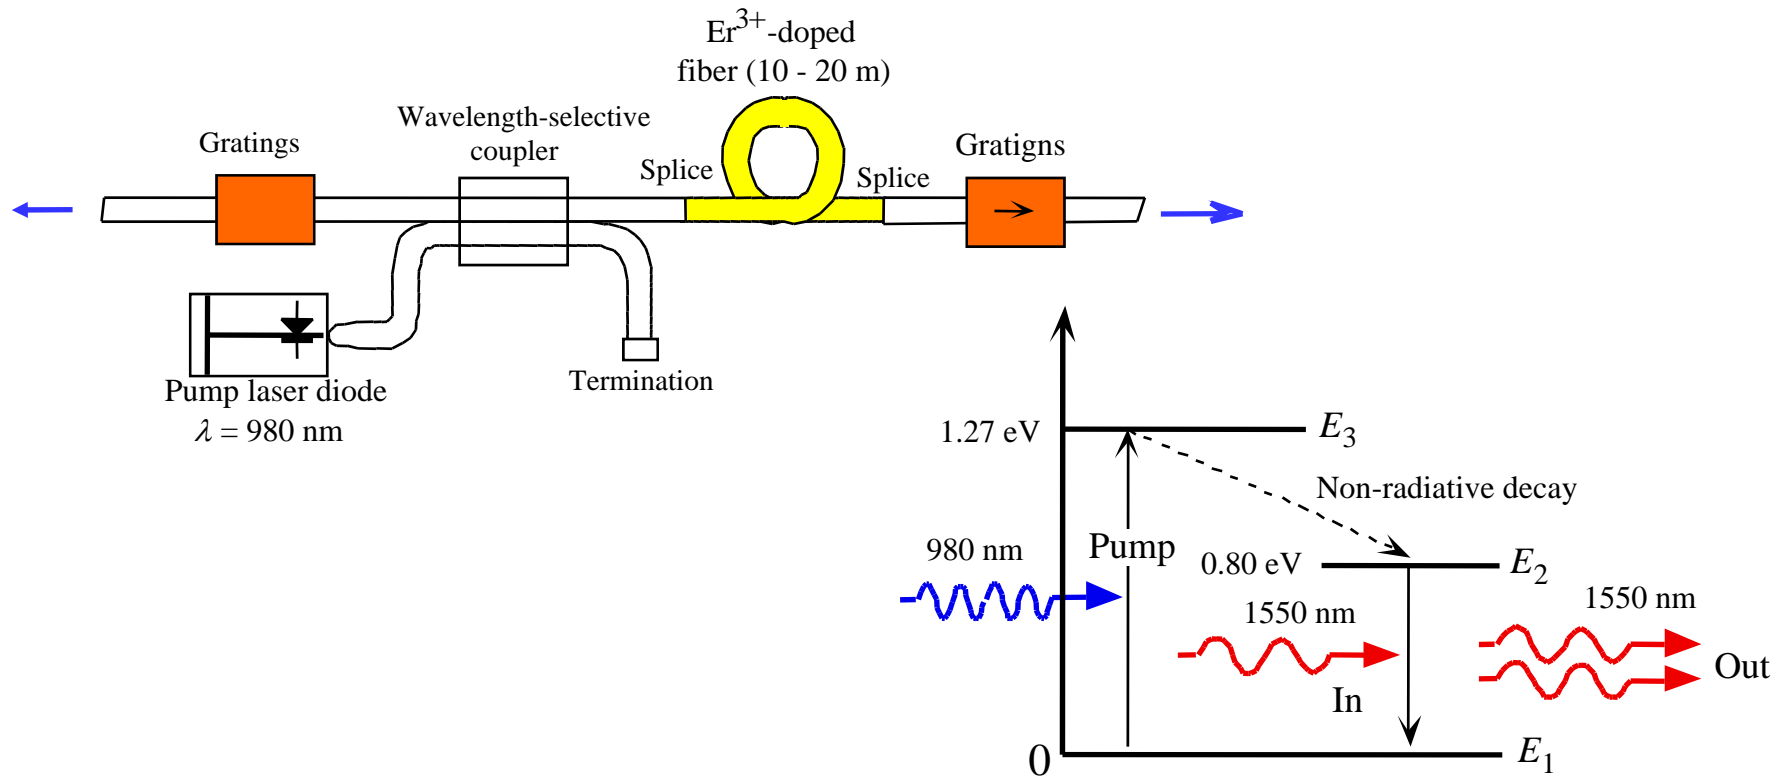 Er3+-doped
fiber (10 - 20 m)
Wavelength-selective
coupler
Gratings
Splice
Splice
Gratigns
Pump laser diode
λ = 980 nm
Termination
1.27 eV
E3
Non-radiative decay
980 nm
Pump
0.80 eV
E2
1550 nm
1550 nm
In
Out
0
E1